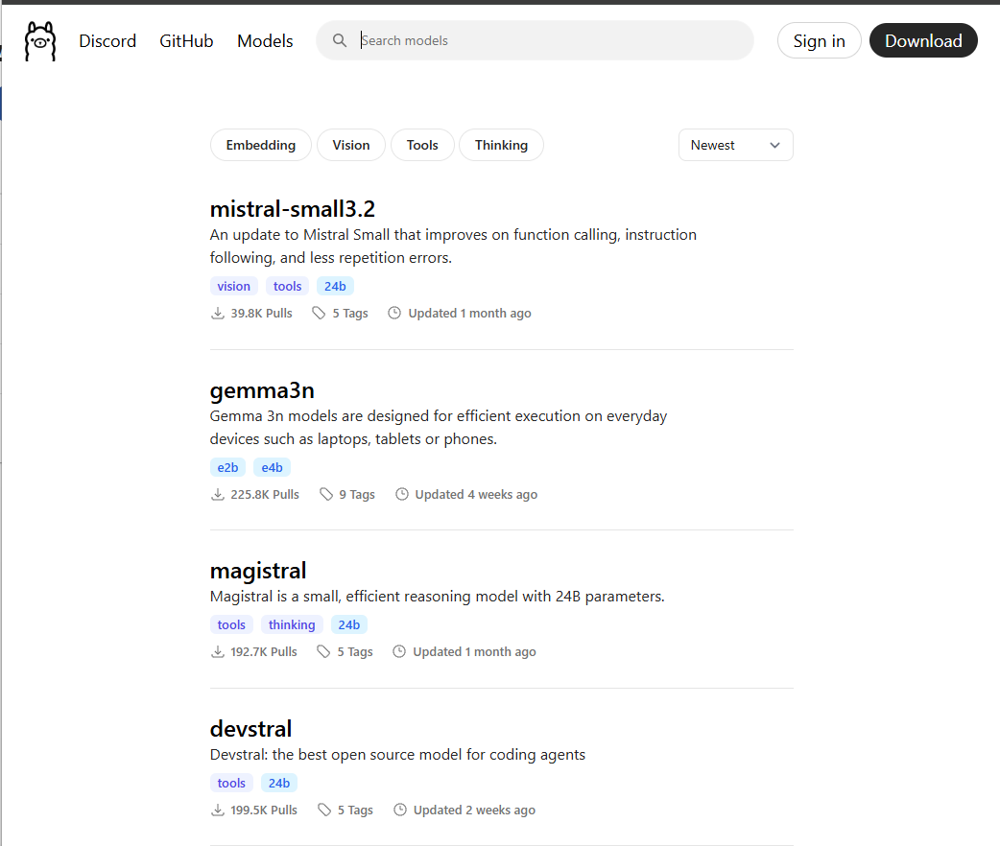 Discord GitHub Models Search models Sign in Download
Embedding Vision Tools Thinking Newest
mistral-small3.2
An update to Mistral Small that improves on function calling, instruction
following, and less repetition errors.
vision tools 24b
39.8K Pulls 5 Tags Updated 1 month ago
gemma3n
Gemma 3n models are designed for efficient execution on everyday
devices such as laptops, tablets or phones.
e2b e4b
225.8K Pulls 9 Tags Updated 4 weeks ago
magistral
Magistral is a small, efficient reasoning model with 24B parameters.
tools thinking 24b
192.7K Pulls 5 Tags Updated 1 month ago
devstral
Devstral: the best open source model for coding agents
tools 24b
199.5K Pulls 5 Tags Updated 2 weeks ago